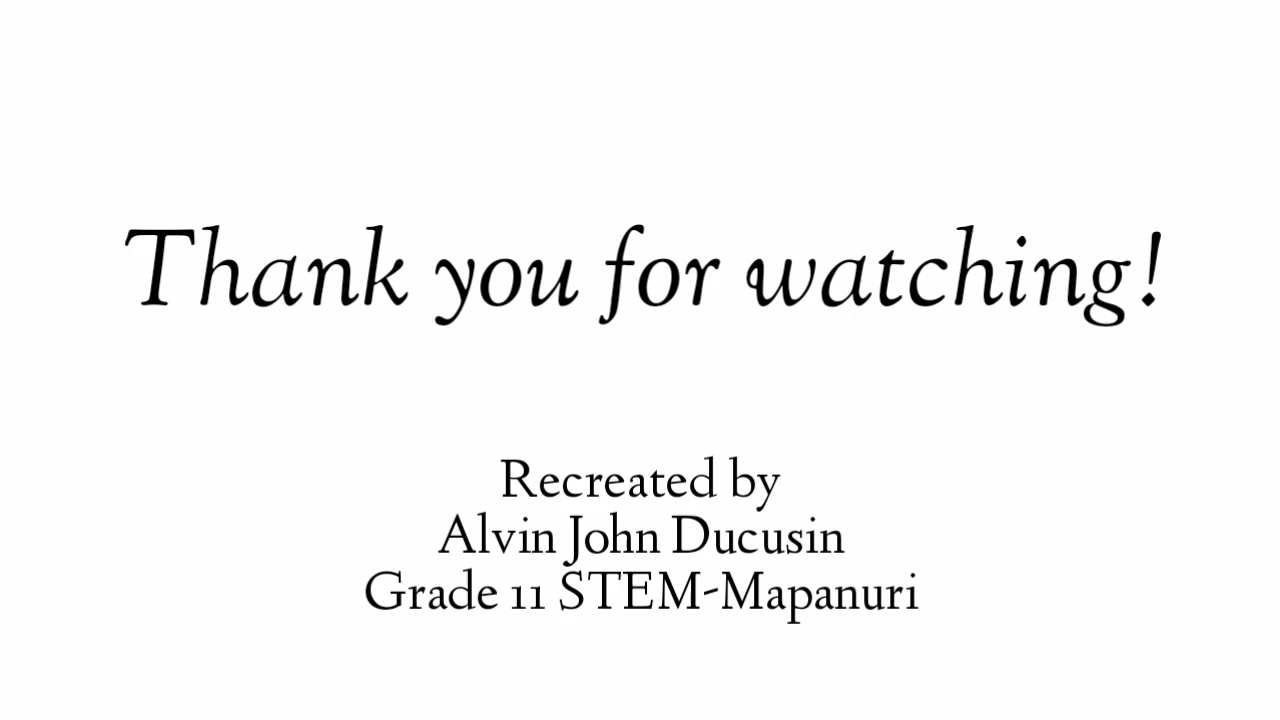 Thank you for watching!
Recreated by
Alvin John Ducusin
Grade 11 STEM-Mapanuri